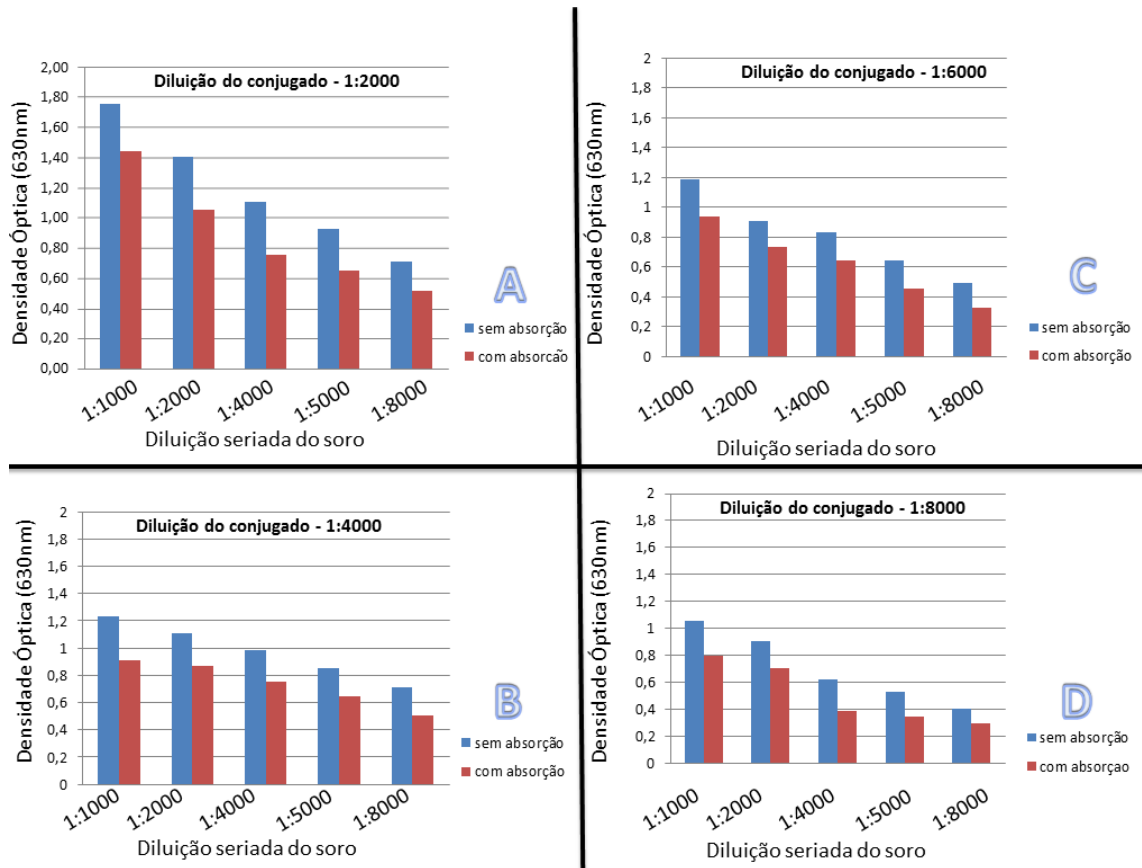 Diluição do conjugado - 1:2000
Densidade Óptica (630nm)
2,00
1,80
1,60
1,40
1,20
1,00
0,80
0,60
0,40
0,20
0,00
1:1000 1:2000 1:4000 1:5000 1:8000
Diluição seriada do soro
A
sem absorção
com absorcão
Diluição do conjugado - 1:6000
Densidade Óptica (630nm)
2
1,8
1,6
1,4
1,2
1
0,8
0,6
0,4
0,2
0
1:1000 1:2000 1:4000 1:5000 1:8000
Diluição seriada do soro
C
sem absorção
com absorção
Diluição do conjugado - 1:4000
Densidade Óptica (630nm)
2
1,8
1,6
1,4
1,2
1
0,8
0,6
0,4
0,2
0
1:1000 1:2000 1:4000 1:5000 1:8000
Diluição seriada do soro
B
sem absorção
com absorção
Diluição do conjugado - 1:8000
Densidade Óptica (630nm)
2
1,8
1,6
1,4
1,2
1
0,8
0,6
0,4
0,2
0
1:1000 1:2000 1:4000 1:5000 1:8000
Diluição seriada do soro
D
sem absorção
com absorçao